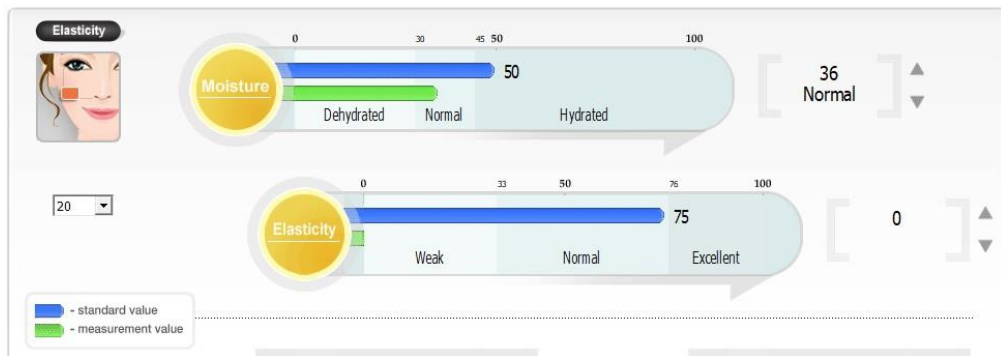 Elasticity
0 30 45 50 100
Moisture
50
Dehydrated Normal Hydrated
36
Normal
20
0 33 50 76 100
Elasticity
75
Weak Normal Excellent
0
- standard value
- measurement value